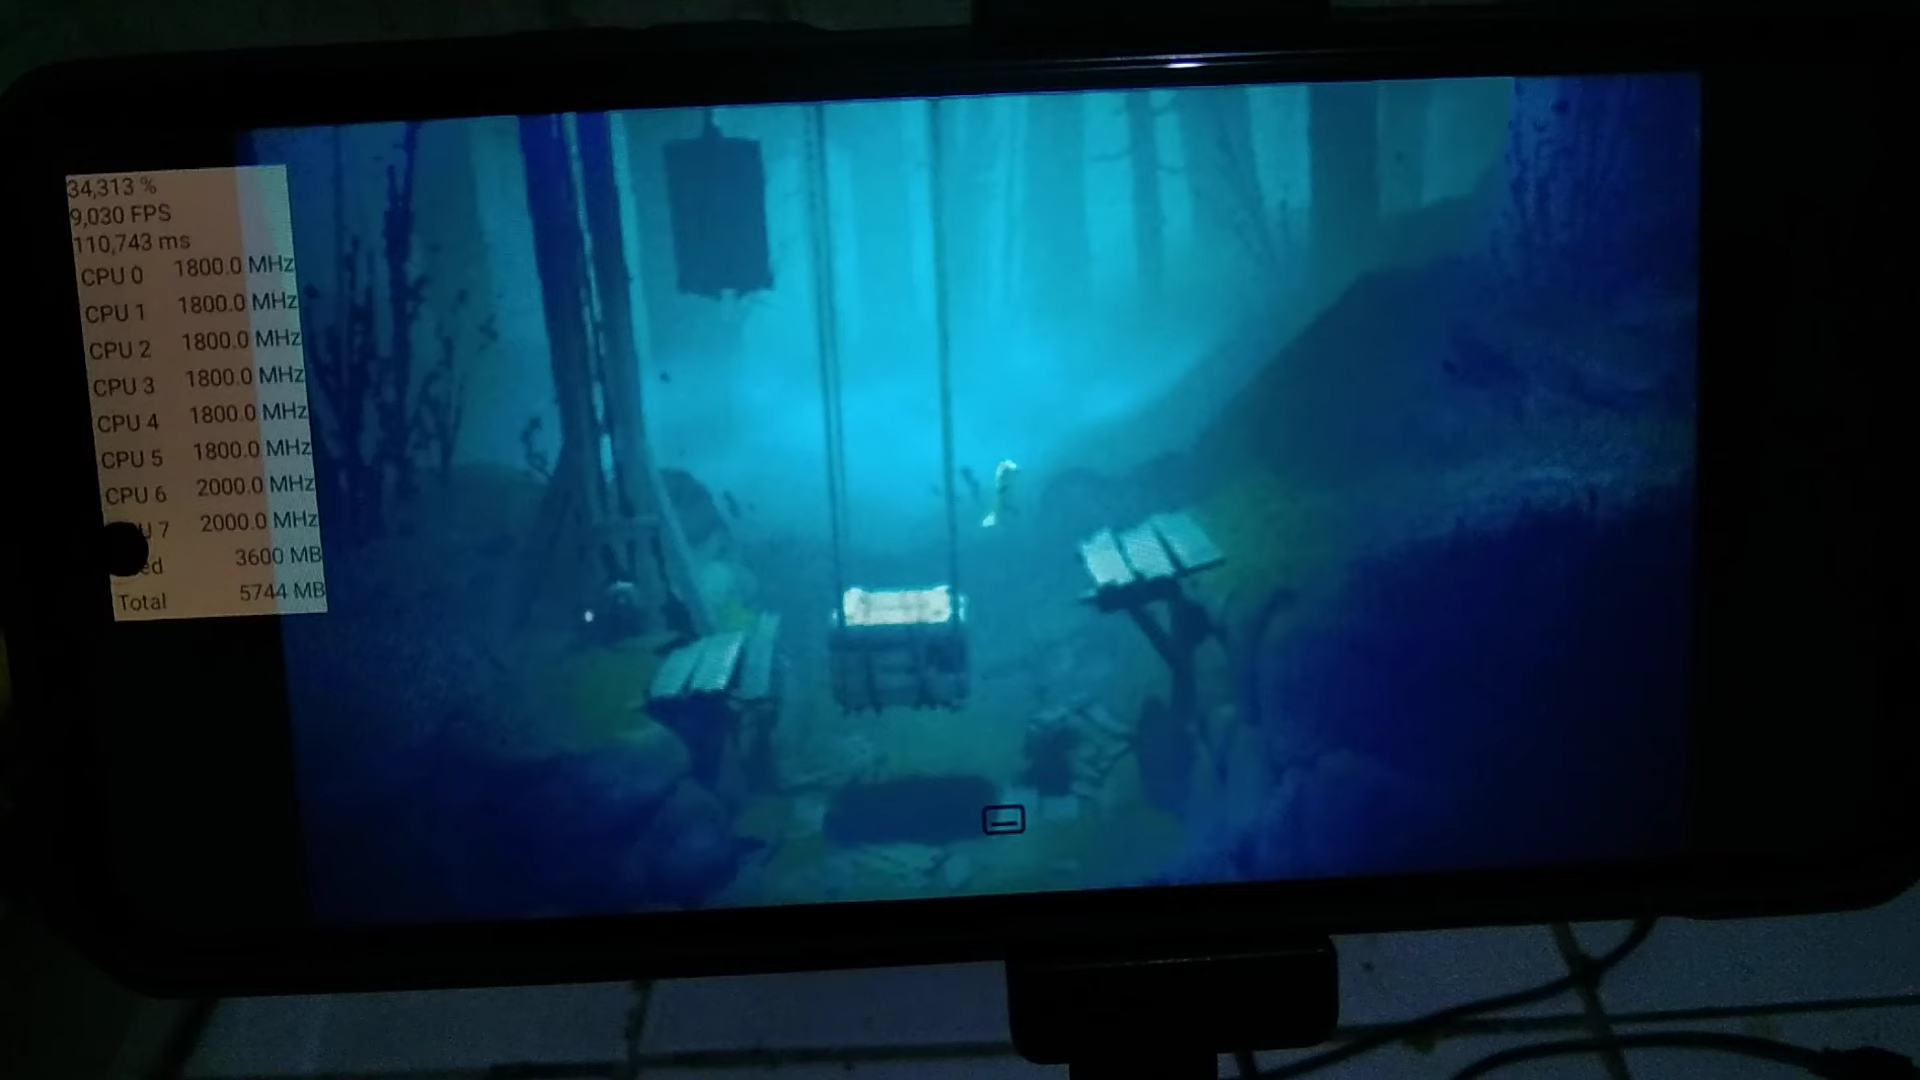 34,313 %
9,030 FPS
110,743 ms
CPU 0 1800.0 MHz
CPU 1 1800.0 MHz
CPU 2 1800.0 MHz
CPU 3 1800.0 MHz
CPU 4 1800.0 MHz
CPU 5 1800.0 MHz
CPU 6 2000.0 MHz
U 7 2000.0 MHz
ed 3600 MB
Total 5744 MB